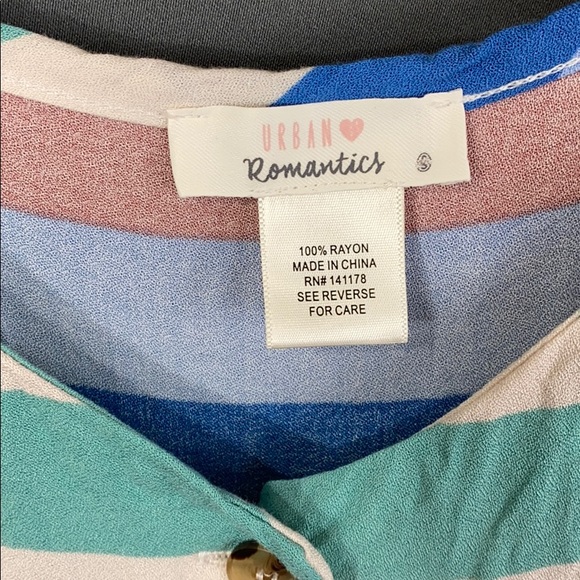 URBAN
Romantics S
100% RAYON
MADE IN CHINA
RN# 141178
SEE REVERSE
FOR CARE